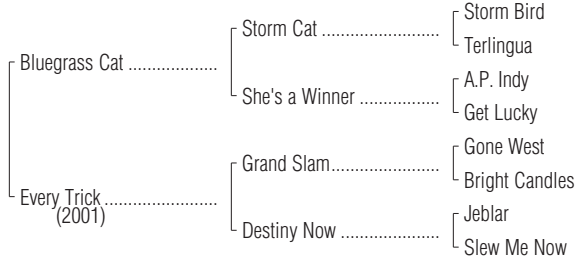 Storm Bird
Storm Cat ..............................
Terlingua
Bluegrass Cat ....................
A.P. Indy
She's a Winner ....................
Get Lucky
Gone West
Grand Slam...........................
Bright Candles
Every Trick .........................
(2001)
Jeblar
Destiny Now .........................
Slew Me Now